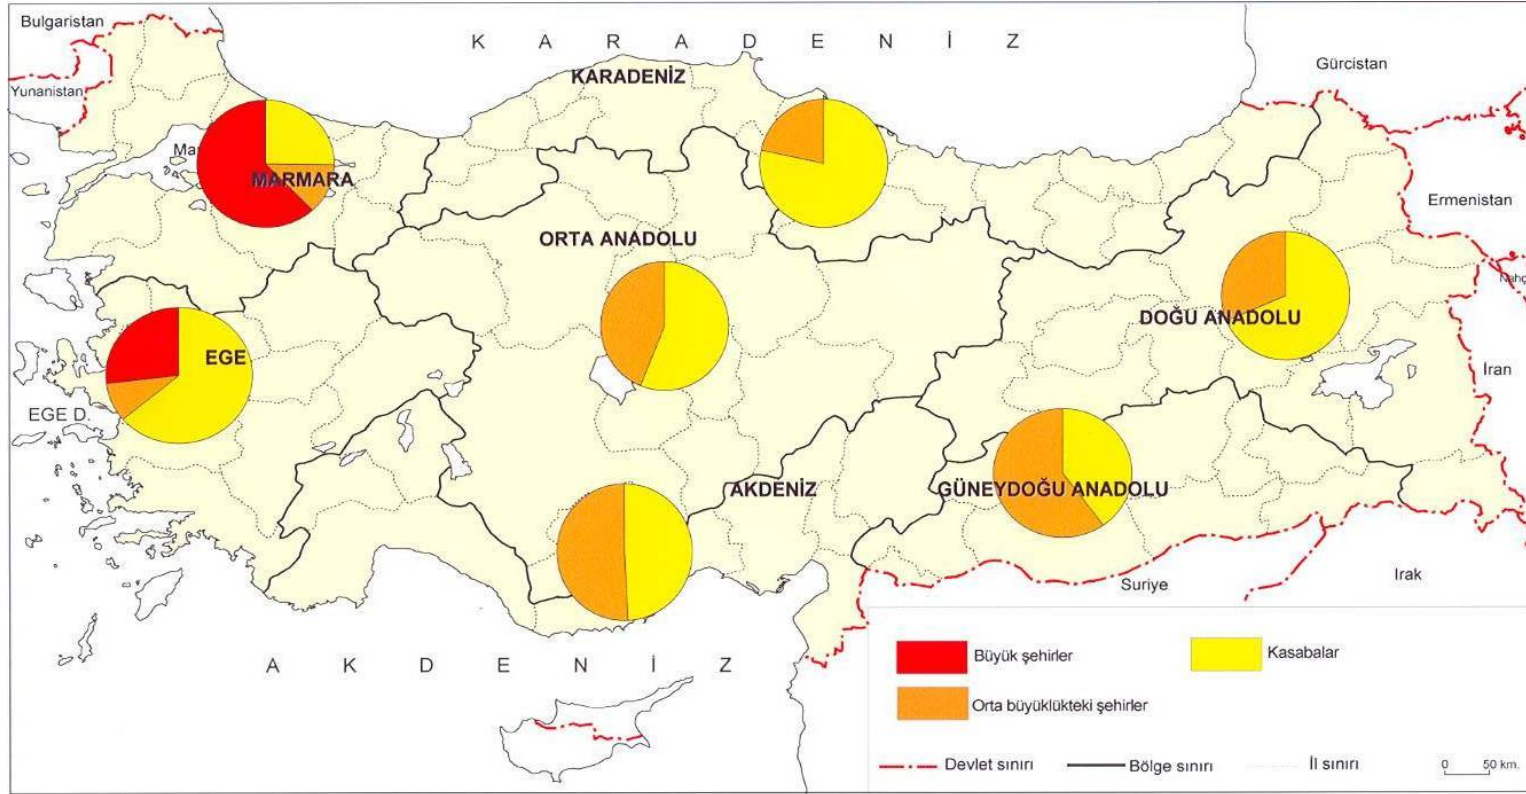 Bulgaristan
K A R A D E N İ Z
KARADENİZ
Gürcistan
Yunanistan
MARMARA
Ermenistan
ORTA ANADOLU
DOĞU ANADOLU
EGE
İran
EGE D.
AKDENİZ
GÜNEYDOĞU ANADOLU
Suriye
Irak
A K D E N İ Z
Büyük şehirler
Kasabalar
Orta büyüklükteki şehirler
Devlet sınırı
Bölge sınırı
İl sınırı
0 50 km.